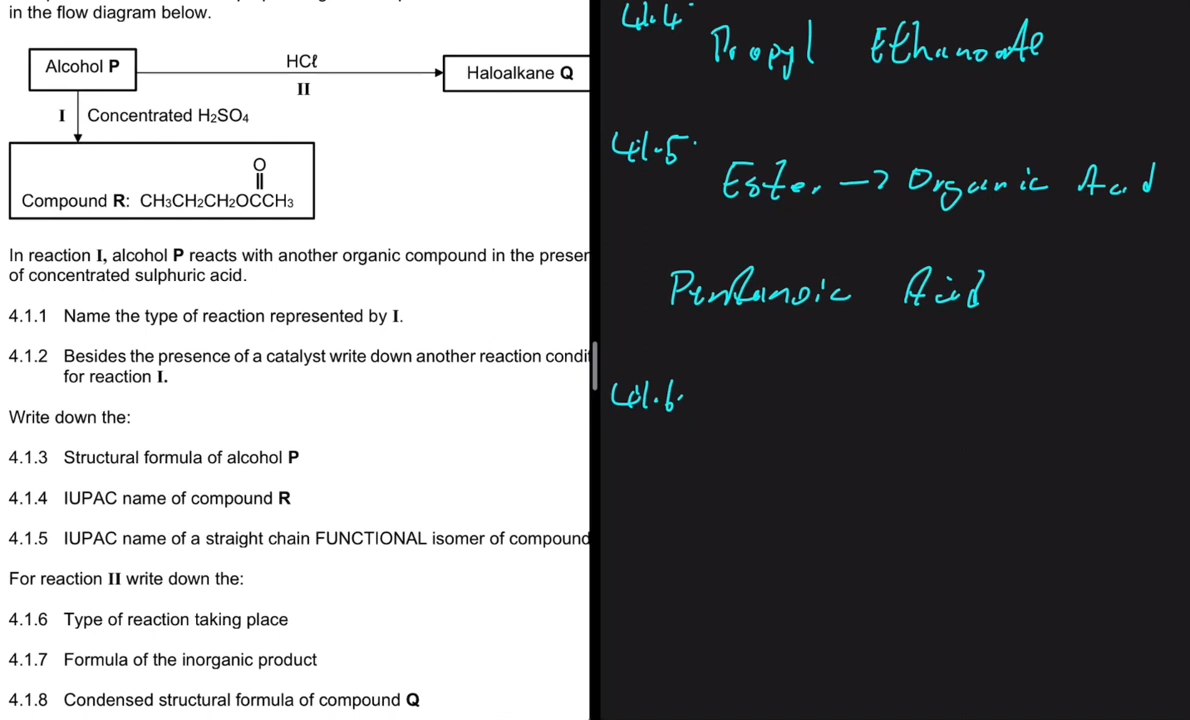 in the flow diagram below.
Alcohol P
HCℓ
II
Haloalkane Q
I
Concentrated H₂SO₄
O
Compound R: CH₃CH₂CH₂OCCH₃
In reaction I, alcohol P reacts with another organic compound in the preser
of concentrated sulphuric acid.
4.1.1 Name the type of reaction represented by I.
4.1.2 Besides the presence of a catalyst write down another reaction condit
for reaction I.
Write down the:
4.1.3 Structural formula of alcohol P
4.1.4 IUPAC name of compound R
4.1.5 IUPAC name of a straight chain FUNCTIONAL isomer of compound
For reaction II write down the:
4.1.6 Type of reaction taking place
4.1.7 Formula of the inorganic product
4.1.8 Condensed structural formula of compound Q
4.1.4
Propyl Ethanoate
4.1.5.
Ester → Organic Acid
Pentanoic Acid
4.1.6.